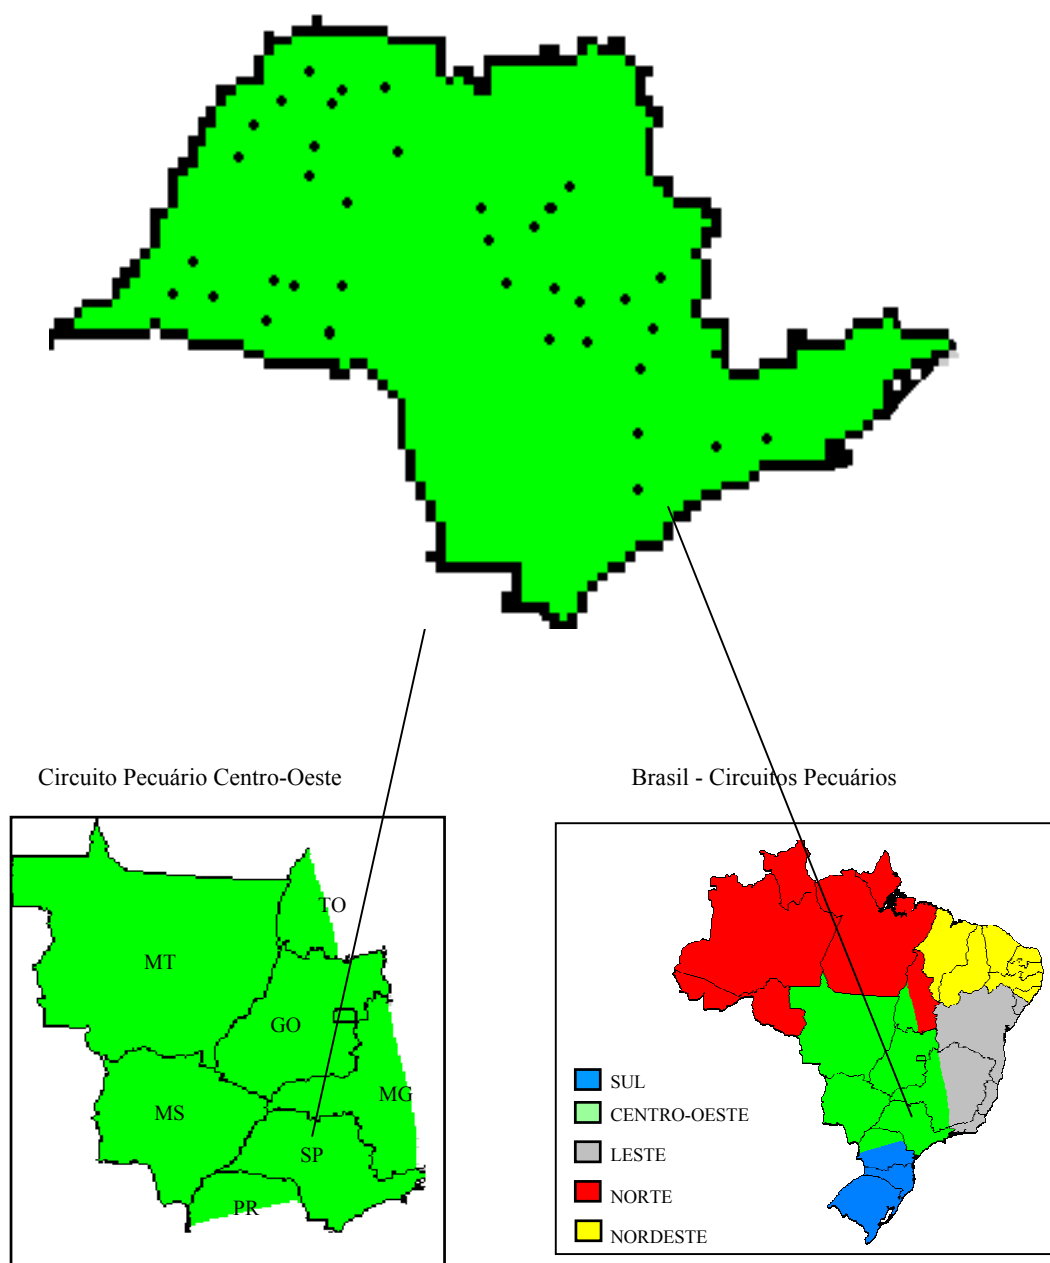 Circuito Pecuário Centro-Oeste
Brasil - Circuitos Pecuários
TO
MT
GO
MG
MS
SP
PR
SUL
CENTRO-OESTE
LESTE
NORTE
NORDESTE